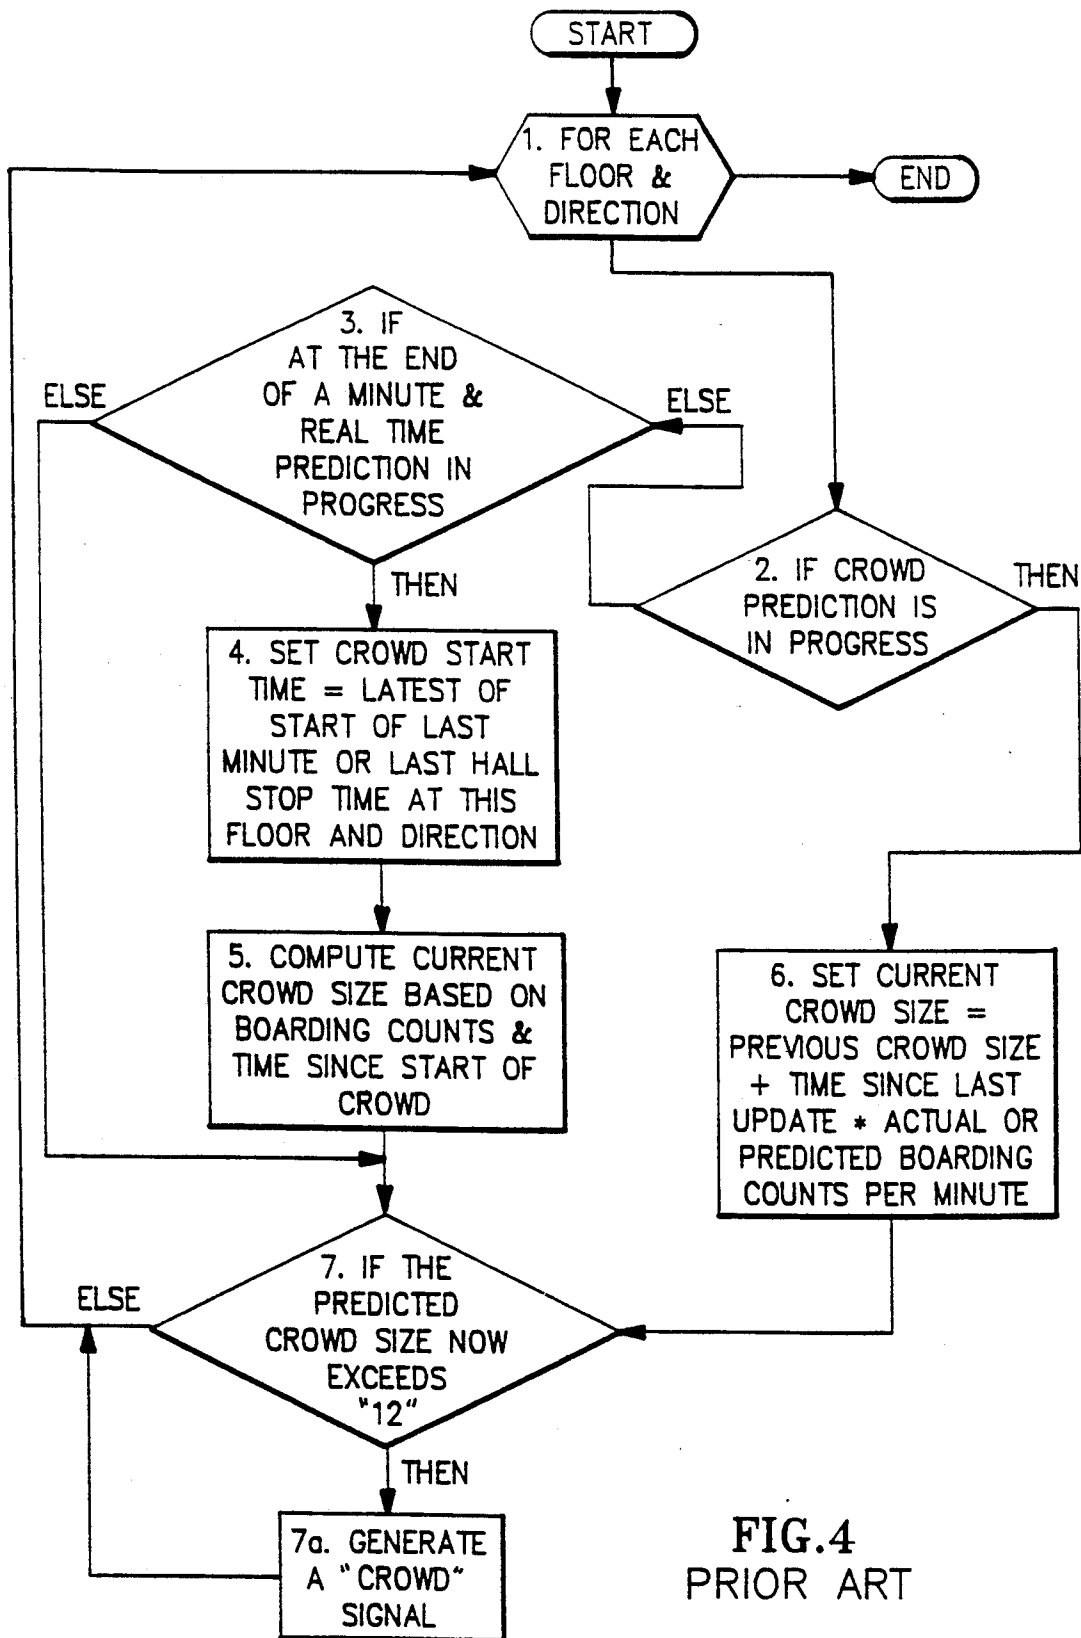 START
1. FOR EACH
FLOOR &
DIRECTION
END
3. IF
AT THE END
OF A MINUTE &
REAL TIME
PREDICTION IN
PROGRESS
ELSE
ELSE
THEN
2. IF CROWD
PREDICTION IS
IN PROGRESS
THEN
4. SET CROWD START
TIME = LATEST OF
START OF LAST
MINUTE OR LAST HALL
STOP TIME AT THIS
FLOOR AND DIRECTION
5. COMPUTE CURRENT
CROWD SIZE BASED ON
BOARDING COUNTS &
TIME SINCE START OF
CROWD
6. SET CURRENT
CROWD SIZE =
PREVIOUS CROWD SIZE
+ TIME SINCE LAST
UPDATE * ACTUAL OR
PREDICTED BOARDING
COUNTS PER MINUTE
7. IF THE
PREDICTED
CROWD SIZE NOW
EXCEEDS
"12"
ELSE
THEN
7a. GENERATE
A "CROWD"
SIGNAL
FIG.4
PRIOR ART